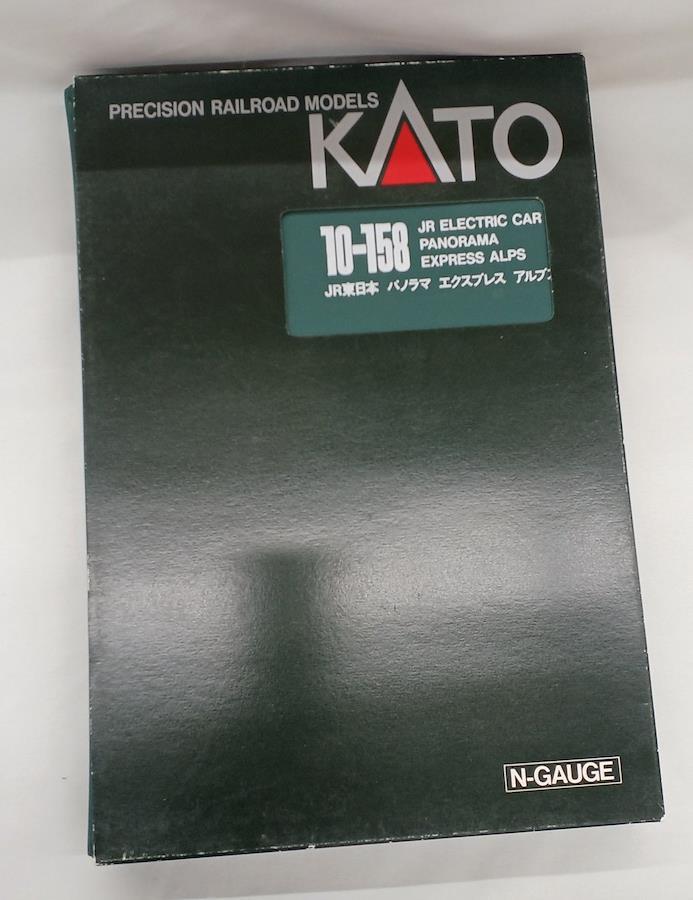 PRECISION RAILROAD MODELS
KATO
10-158
JR ELECTRIC CAR
PANORAMA
EXPRESS ALPS
JR東日本 パノラマ エクスプレス アルプ
N-GAUGE